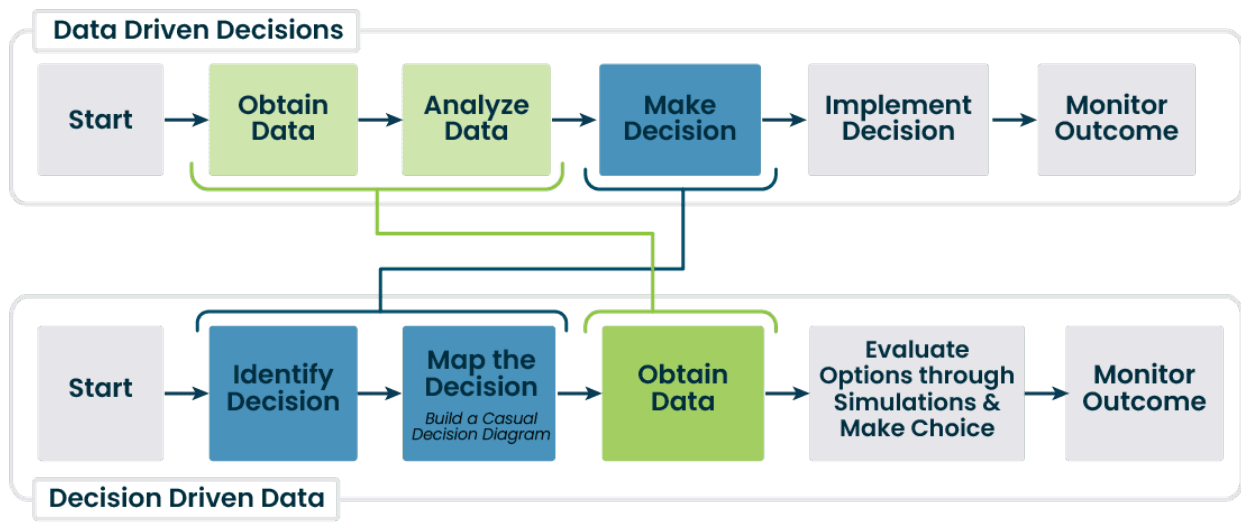 Data Driven Decisions
Start
Obtain
Data
Analyze
Data
Make
Decision
Implement
Decision
Monitor
Outcome
Start
Identify
Decision
Map the
Decision
Build a Casual
Decision Diagram
Obtain
Data
Evaluate
Options through
Simulations &
Make Choice
Monitor
Outcome
Decision Driven Data